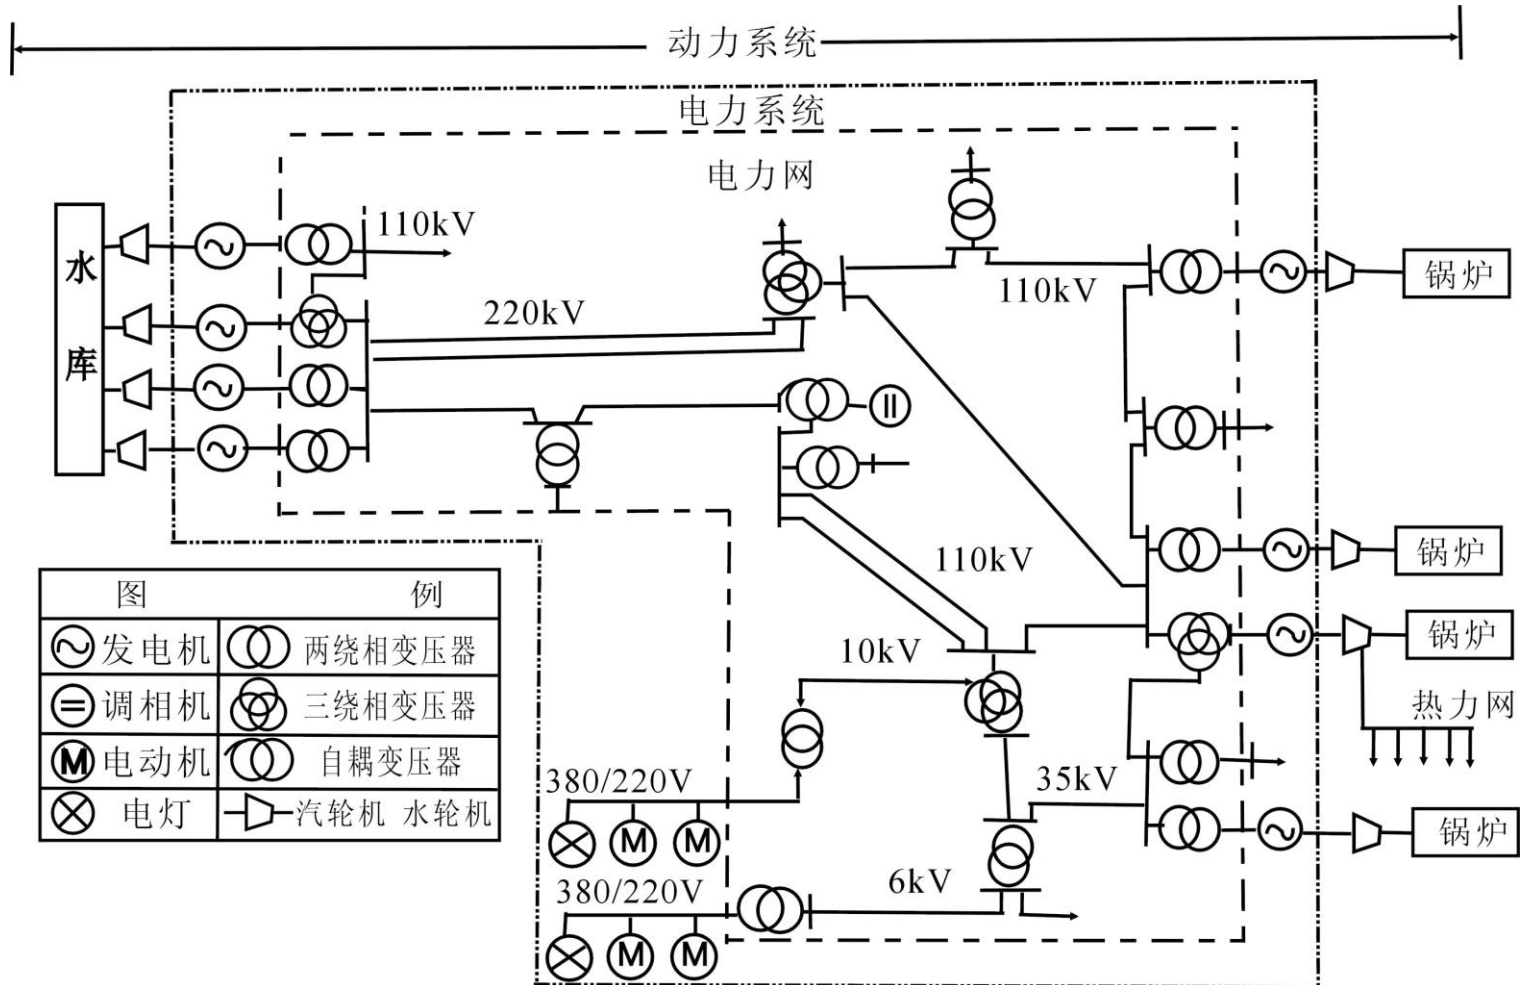 动力系统
电力系统
电力网
110kV
水库
220kV
110kV
锅炉
110kV
锅炉
锅炉
10kV
热力网
380/220V
35kV
M
M
锅炉
380/220V
6kV
M
M
图 例
发电机 两绕相变压器
调相机 三绕相变压器
M 电动机 自耦变压器
电灯 汽轮机 水轮机